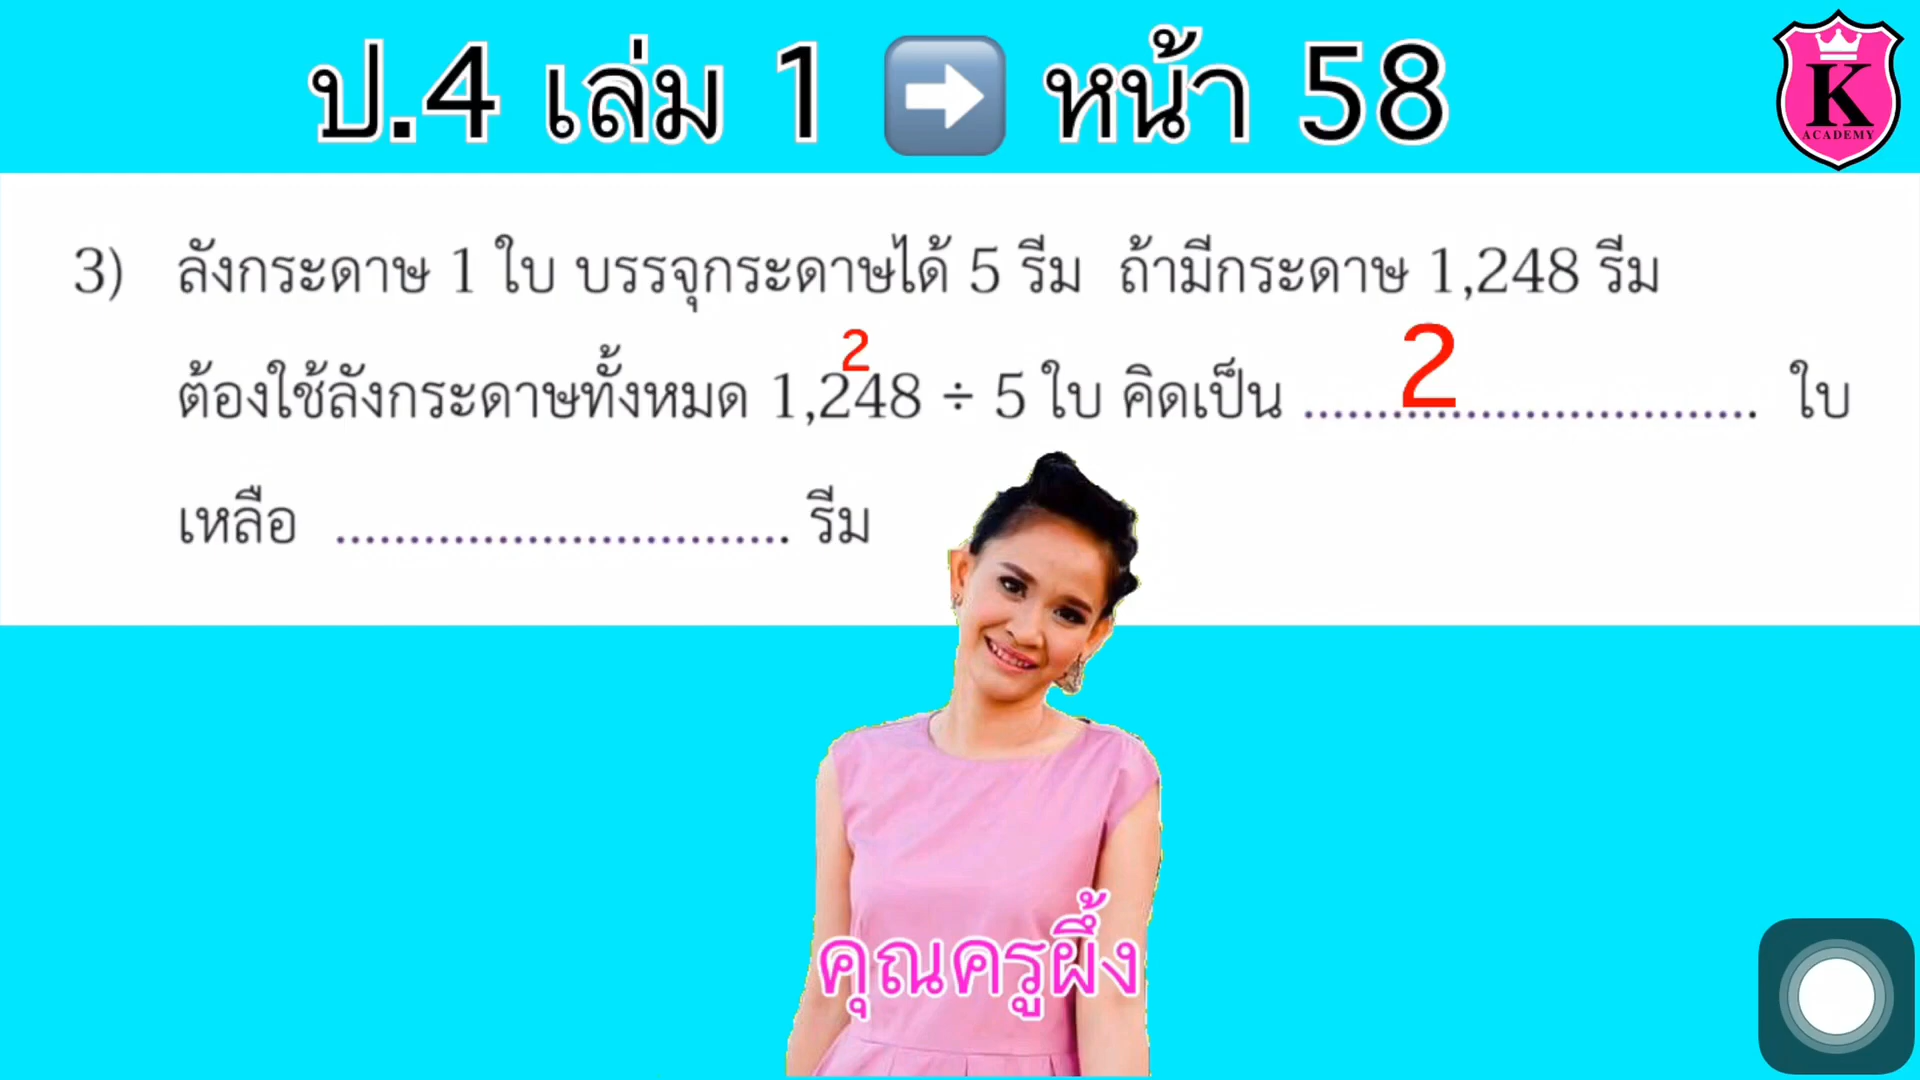 ป.4 เล่ม 1 ➡ หน้า 58
K
ACADEMY
3) ลังกระดาษ 1 ใบ บรรจุกระดาษได้ 5 รีม ถ้ามีกระดาษ 1,248 รีม
2
ต้องใช้ลังกระดาษทั้งหมด 1,248 ÷ 5 ใบ คิดเป็น ......2...... ใบ
เหลือ ............................... รีม
คุณครูผึ้ง